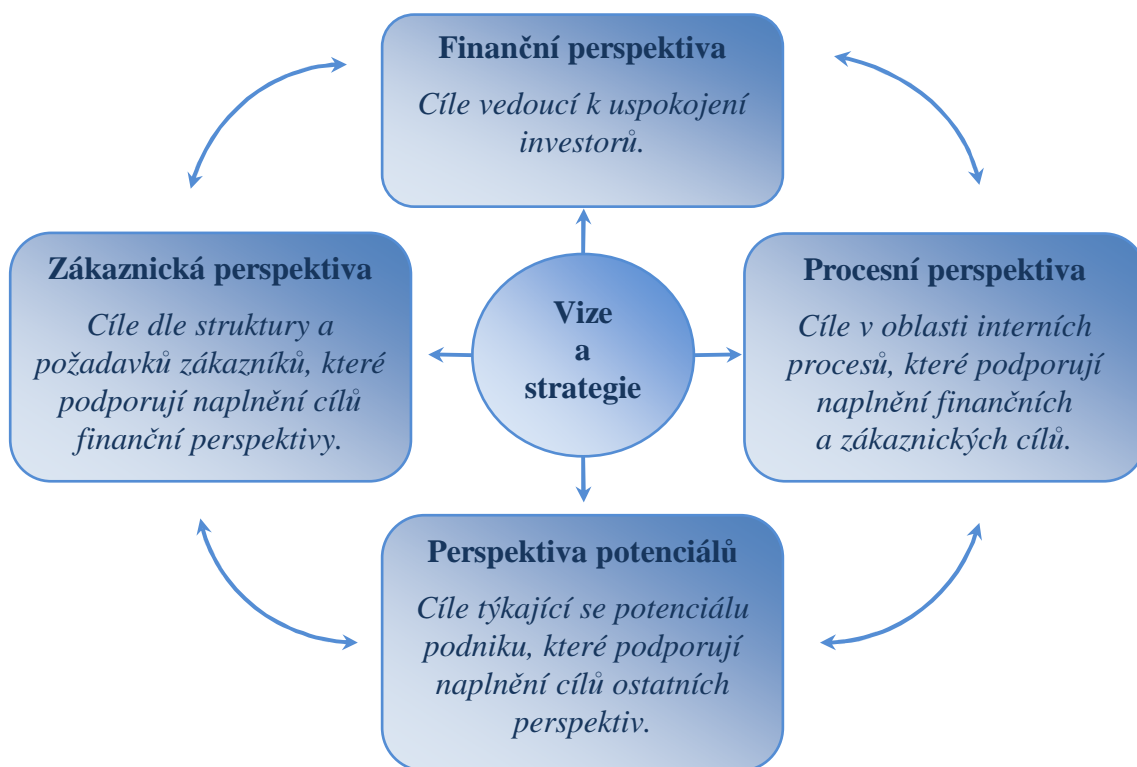 Finanční perspektiva
Cíle vedoucí k uspokojení
investorů.
Zákaznická perspektiva
Cíle dle struktury a
požadavků zákazníků, které
podporují naplnění cílů
finanční perspektivy.
Vize
a
strategie
Procesní perspektiva
Cíle v oblasti interních
procesů, které podporují
naplnění finančních
a zákaznických cílů.
Perspektiva potenciálů
Cíle týkající se potenciálu
podniku, které podporují
naplnění cílů ostatních
perspektiv.